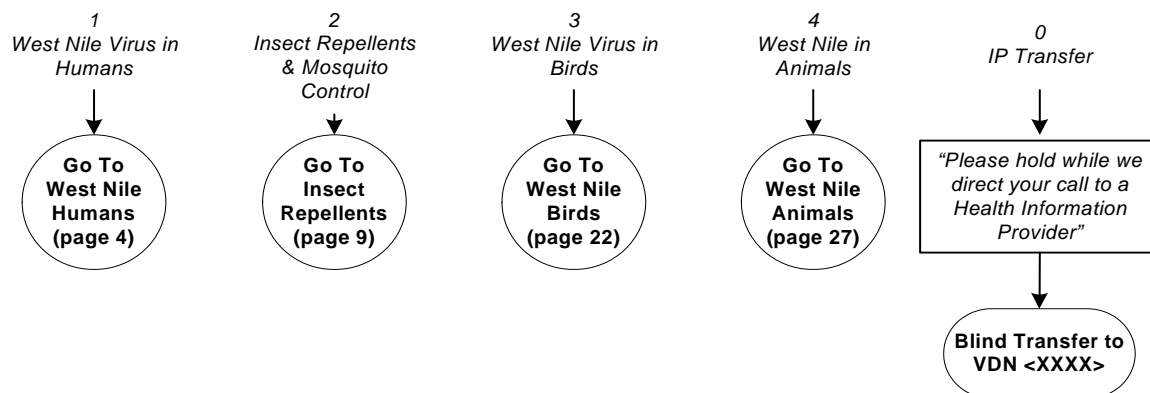 1
West Nile Virus in
Humans
Go To
West Nile
Humans
(page 4)
2
Insect Repellents
& Mosquito
Control
Go To
Insect
Repellents
(page 9)
3
West Nile Virus in
Birds
Go To
West Nile
Birds
(page 22)
4
West Nile in
Animals
Go To
West Nile
Animals
(page 27)
0
IP Transfer
“Please hold while we
direct your call to a
Health Information
Provider”
Blind Transfer to
VDN <XXXX>